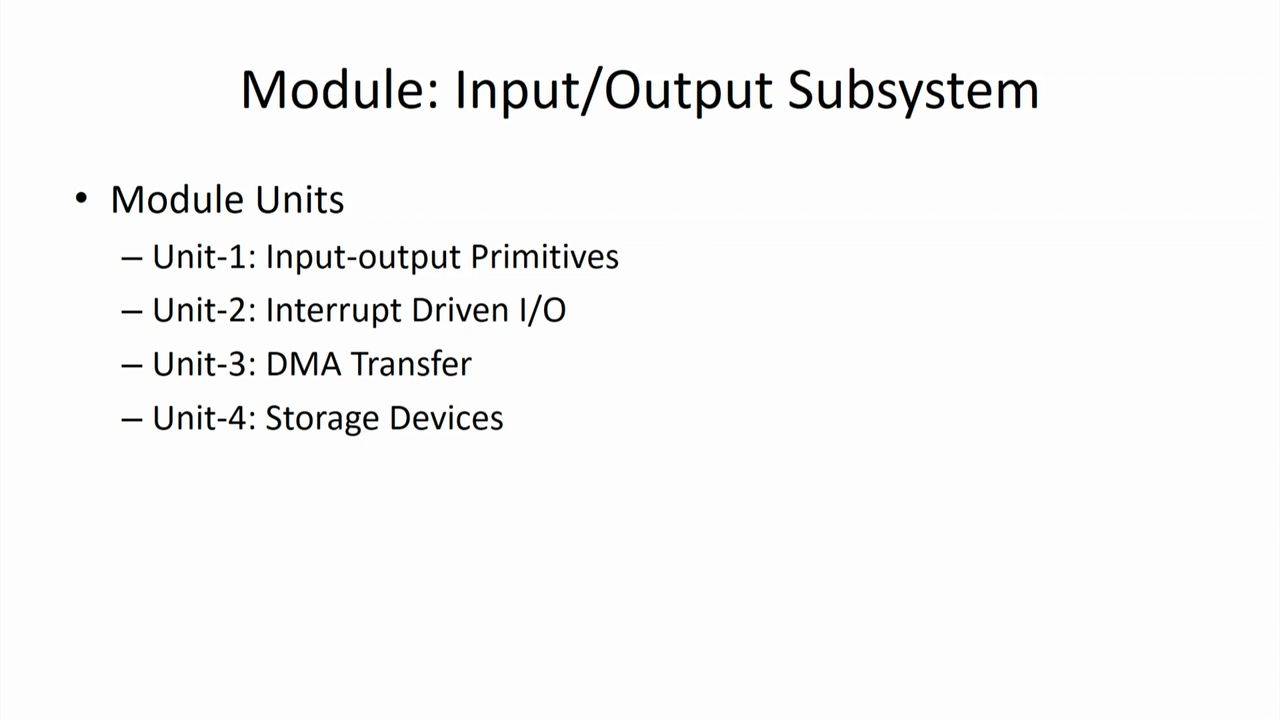 Module: Input/Output Subsystem
• Module Units
– Unit-1: Input-output Primitives
– Unit-2: Interrupt Driven I/O
– Unit-3: DMA Transfer
– Unit-4: Storage Devices